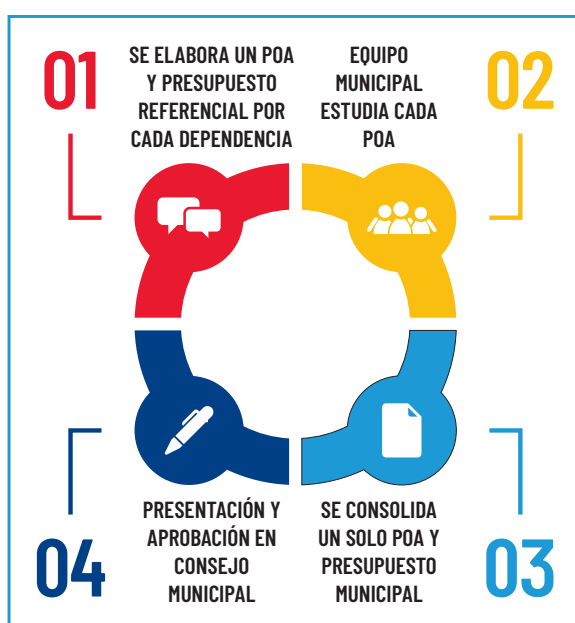 01
SE ELABORA UN POA
Y PRESUPUESTO
REFERENCIAL POR
CADA DEPENDENCIA
EQUIPO
MUNICIPAL
ESTUDIA CADA
POA
02
PRESENTACIÓN Y
APROBACIÓN EN
CONSEJO
MUNICIPAL
04
SE CONSOLIDA
UN SOLO POA Y
PRESUPUESTO
MUNICIPAL
03